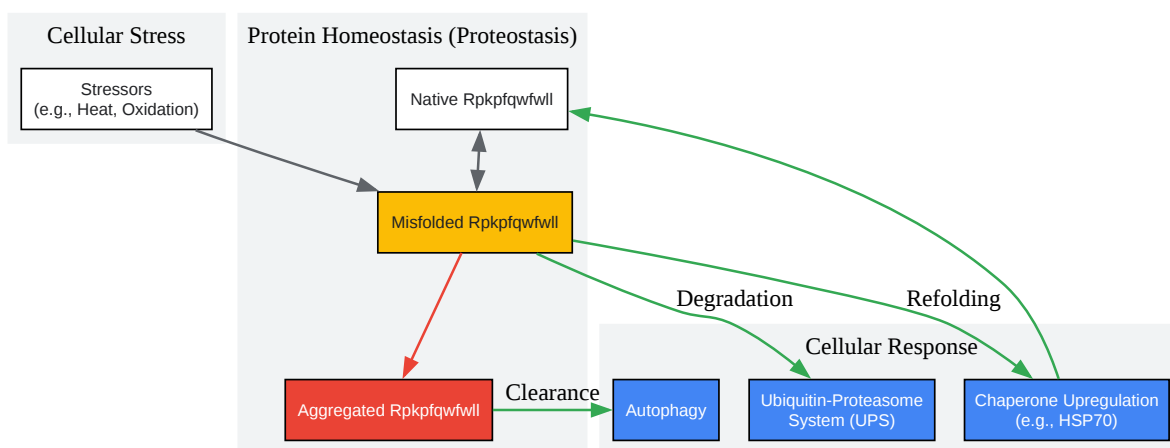 Cellular Stress
Protein Homeostasis (Proteostasis)
Stressors
(e.g., Heat, Oxidation)
Native Rpkpfqwfwll
Misfolded Rpkpfqwfwll
Degradation
Refolding
Cellular Response
Aggregated Rpkpfqwfwll
Clearance
Autophagy
Ubiquitin-Proteasome
System (UPS)
Chaperone Upregulation
(e.g., HSP70)